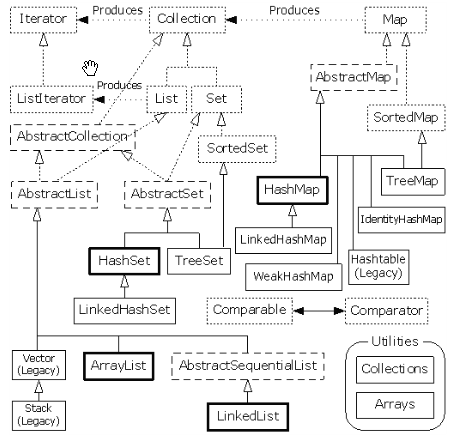 Iterator
Produces
Collection
Produces
Map
AbstractMap
ListIterator
Produces
List
Set
SortedMap
AbstractCollection
SortedSet
AbstractList
AbstractSet
HashMap
TreeMap
IdentityHashMap
LinkedHashMap
HashSet
TreeSet
WeakHashMap
Hashtable
(Legacy)
LinkedHashSet
Comparable
Comparator
Utilities
Vector
(Legacy)
ArrayList
AbstractSequentialList
Collections
Stack
(Legacy)
LinkedList
Arrays